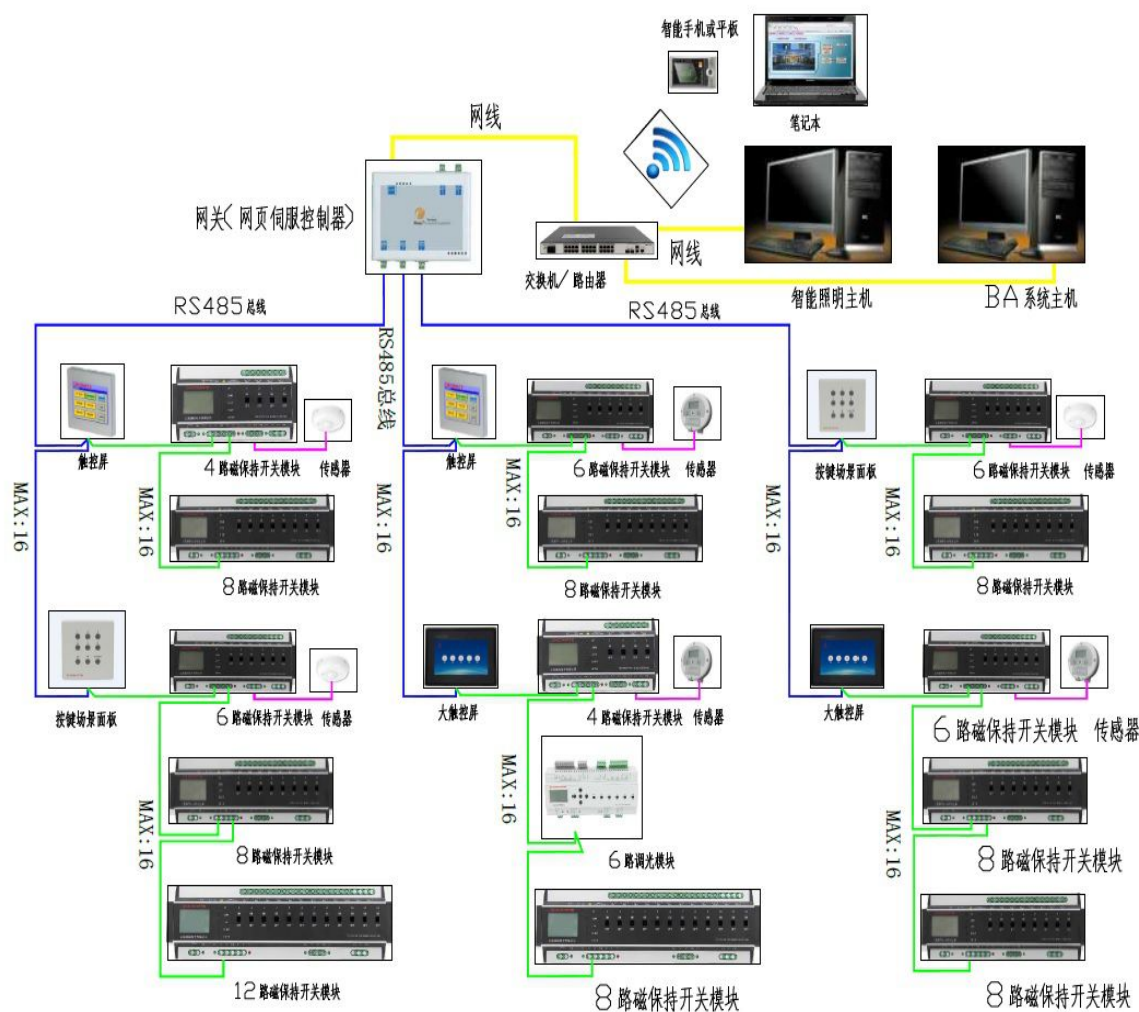 智能手机或平板
笔记本
网线
网关(网页伺服控制器)
交换机/路由器
网线
智能照明主机
BA系统主机
RS485总线
RS485总线
RS485总线
触控屏
4路磁保持开关模块
传感器
触控屏
6路磁保持开关模块
传感器
按键场景面板
6路磁保持开关模块
传感器
MAX:16
MAX:16
MAX:16
MAX:16
MAX:16
MAX:16
8路磁保持开关模块
8路磁保持开关模块
8路磁保持开关模块
按键场景面板
6路磁保持开关模块
传感器
大触控屏
4路磁保持开关模块
传感器
大触控屏
6路磁保持开关模块
传感器
MAX:16
MAX:16
MAX:16
8路磁保持开关模块
6路调光模块
8路磁保持开关模块
12路磁保持开关模块
8路磁保持开关模块
8路磁保持开关模块